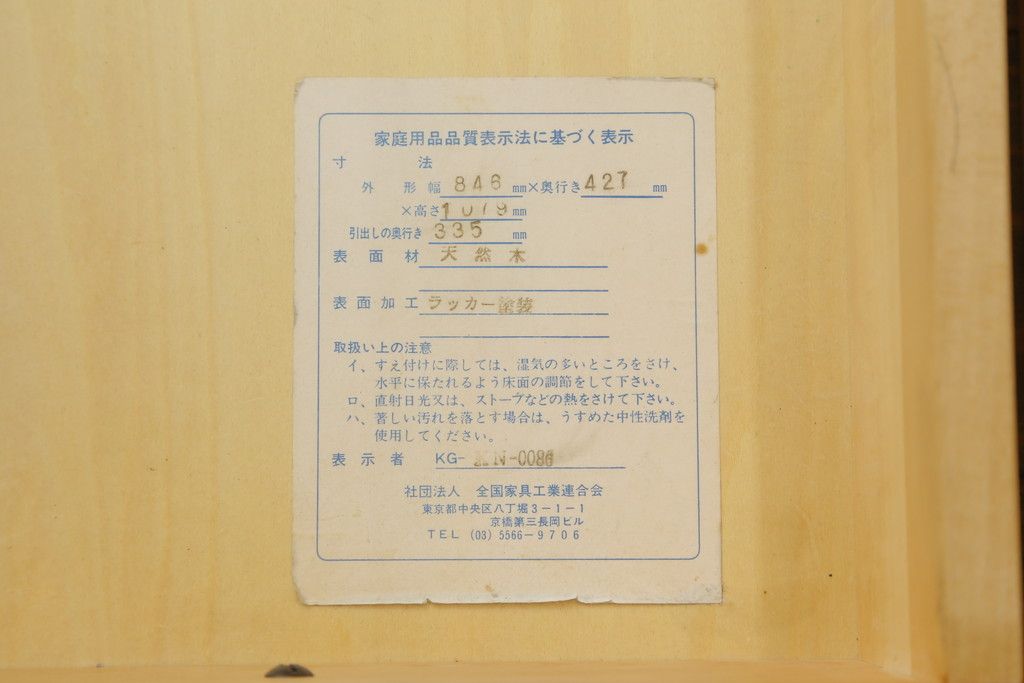 家庭用品品質表示法に基づく表示
寸法
外形幅 846 mm×奥行き 427 mm
×高さ 1079 mm
引出しの奥行き 335 mm
表面材 天然木
表面加工 ラッカー塗装
取扱い上の注意
イ、すえ付けに際しては、湿気の多いところをさけ、
水平に保たれるよう床面の調節をして下さい。
ロ、直射日光又は、ストーブなどの熱をさけて下さい。
ハ、著しい汚れを落とす場合は、うすめた中性洗剤を
使用してください。
表示者 KG- N-0086
社団法人 全国家具工業連合会
東京都中央区八丁堀3-1-1
京橋第三長岡ビル
TEL (03) 5566-9706